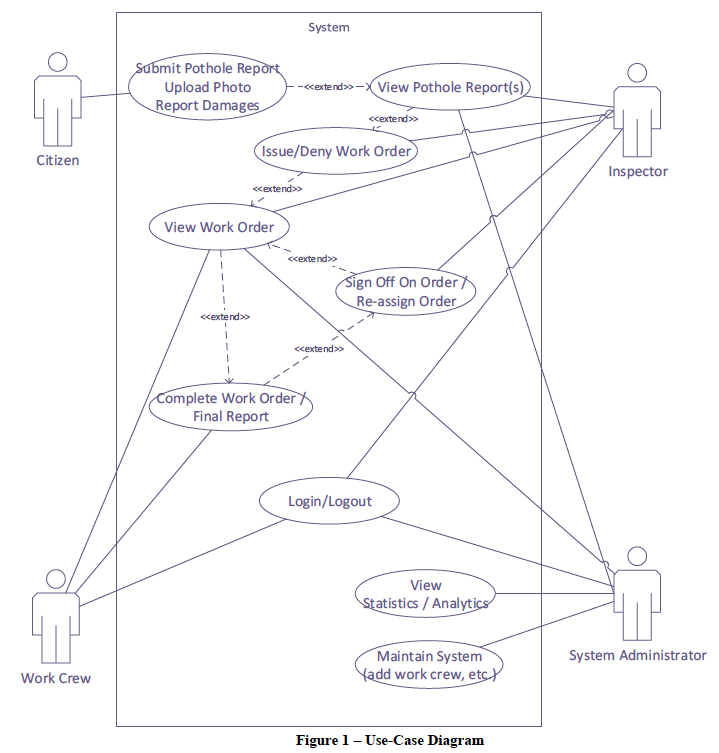 System
Submit Pothole Report
Upload Photo
Report Damages
<<extend>>
View Pothole Report(s)
<<extend>>
Citizen
Issue/Deny Work Order
Inspector
<<extend>>
View Work Order
<<extend>>
Sign Off On Order /
Re-assign Order
<<extend>>
<<extend>>
Complete Work Order /
Final Report
Login/Logout
View
Statistics / Analytics
Maintain System
(add work crew, etc.)
System Administrator
Work Crew
Figure 1 – Use-Case Diagram